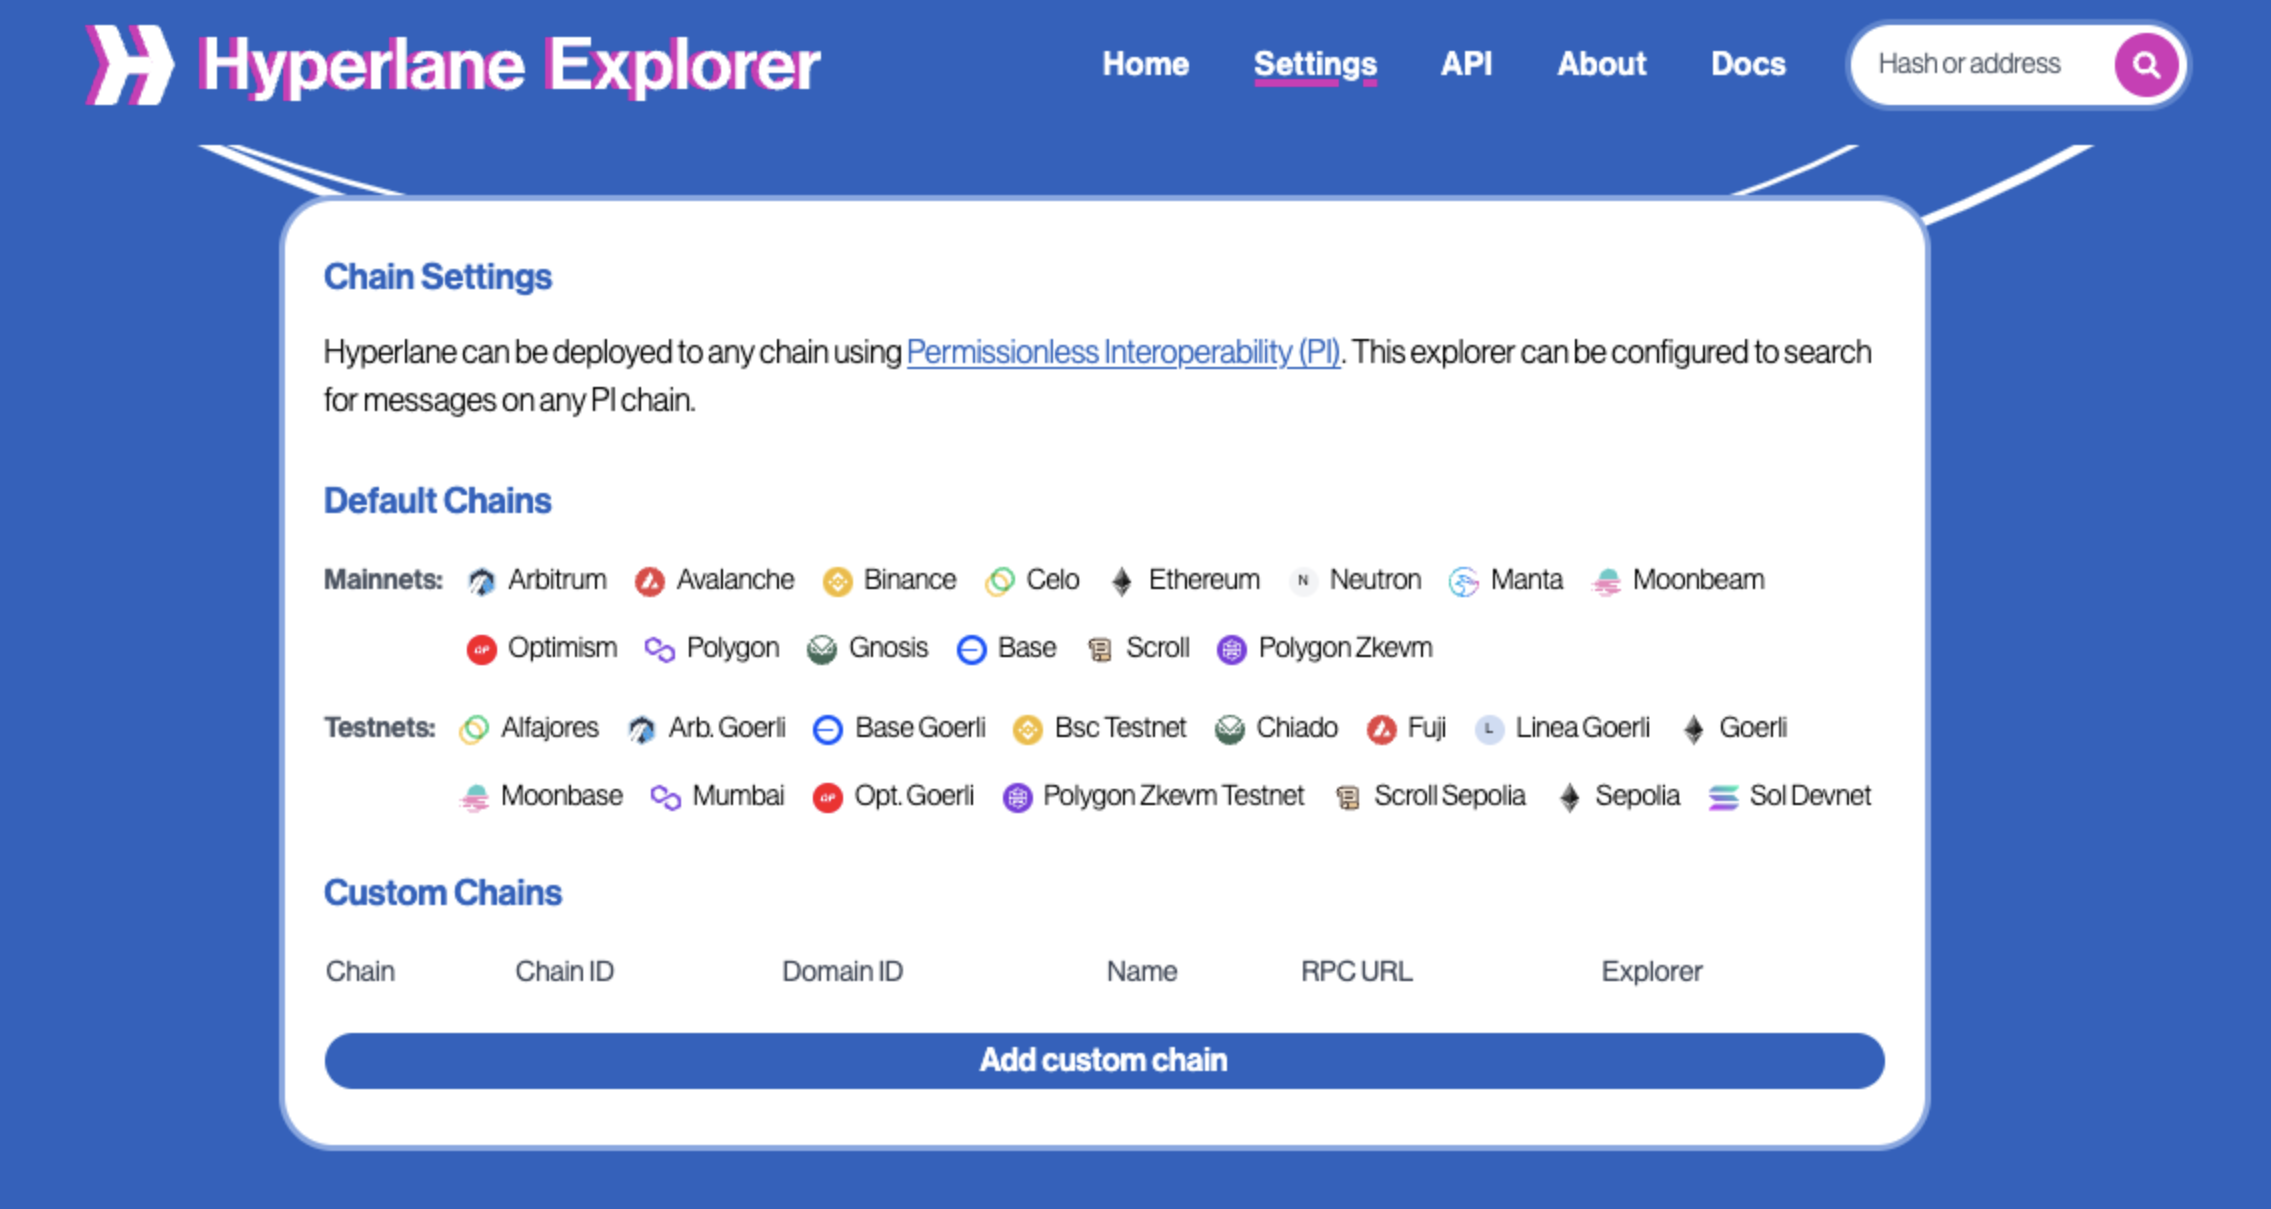 Hyperlane Explorer
Home Settings API About Docs Hash or address
Chain Settings
Hyperlane can be deployed to any chain using Permissionless Interoperability (PI). This explorer can be configured to search
for messages on any PI chain.
Default Chains
Mainnets: Arbitrum Avalanche Binance Celo Ethereum N Neutron Manta Moonbeam
OP Optimism Polygon Gnosis Base Scroll Polygon Zkevm
Testnets: Alfajores Arb. Goerli Base Goerli Bsc Testnet Chiado Fuji L Linea Goerli Goerli
Moonbase Mumbai OP Opt. Goerli Polygon Zkevm Testnet Scroll Sepolia Sepolia Sol Devnet
Custom Chains
Chain Chain ID Domain ID Name RPC URL Explorer
Add custom chain